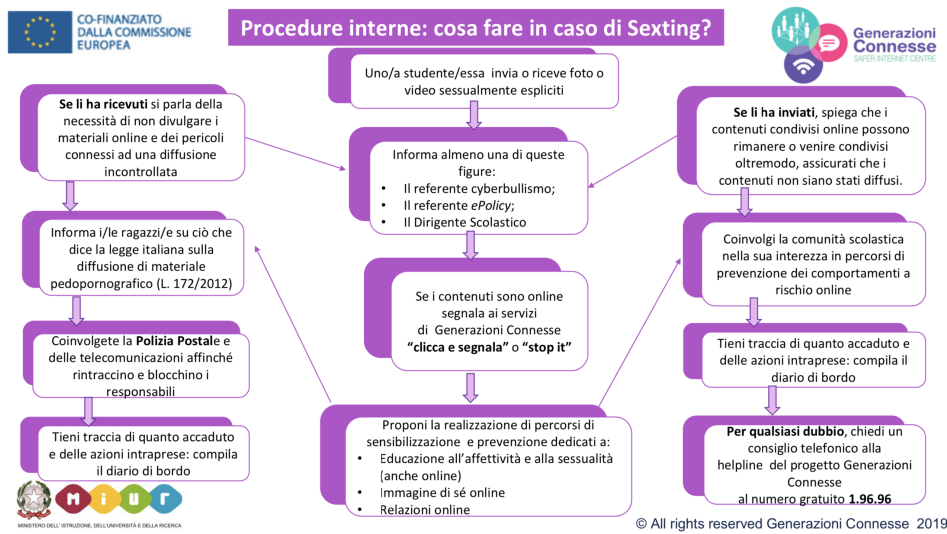 CO-FINANZIATO
DALLA COMMISSIONE
EUROPEA
Procedure interne: cosa fare in caso di Sexting?
Generazioni
Connesse
SAFER INTERNET CENTRE
Uno/a studente/essa invia o riceve foto o
video sessualmente espliciti
Se li ha ricevuti si parla della
necessità di non divulgare i
materiali online e dei pericoli
connessi ad una diffusione
incontrollata
Informa i/le ragazzi/e su ciò che
dice la legge italiana sulla
diffusione di materiale
pedopornografico (L. 172/2012)
Coinvolgete la Polizia Postale e
delle telecomunicazioni affinché
rintraccino e blocchino i
responsabili
Tieni traccia di quanto accaduto
e delle azioni intraprese: compila
il diario di bordo
Informa almeno una di queste
figure:
• Il referente cyberbullismo;
• Il referente ePolicy;
• Il Dirigente Scolastico
Se i contenuti sono online
segnala ai servizi
di Generazioni Connesse
“clicca e segnala” o “stop it”
Proponi la realizzazione di percorsi di
sensibilizzazione e prevenzione dedicati a:
• Educazione all’affettività e alla sessualità
(anche online)
• Immagine di sé online
• Relazioni online
Se li ha inviati, spiega che i
contenuti condivisi online possono
rimanere o venire condivisi
oltremodo, assicurati che i
contenuti non siano stati diffusi.
Coinvolgi la comunità scolastica
nella sua interezza in percorsi di
prevenzione dei comportamenti a
rischio online
Tieni traccia di quanto accaduto e
delle azioni intraprese: compila il
diario di bordo
Per qualsiasi dubbio, chiedi un
consiglio telefonico alla
helpline del progetto Generazioni
Connesse
al numero gratuito 1.96.96
miur
MINISTERO DELL’ ISTRUZIONE, DELL’UNIVERSITÀ E DELLA RICERCA
© All rights reserved Generazioni Connesse 2019